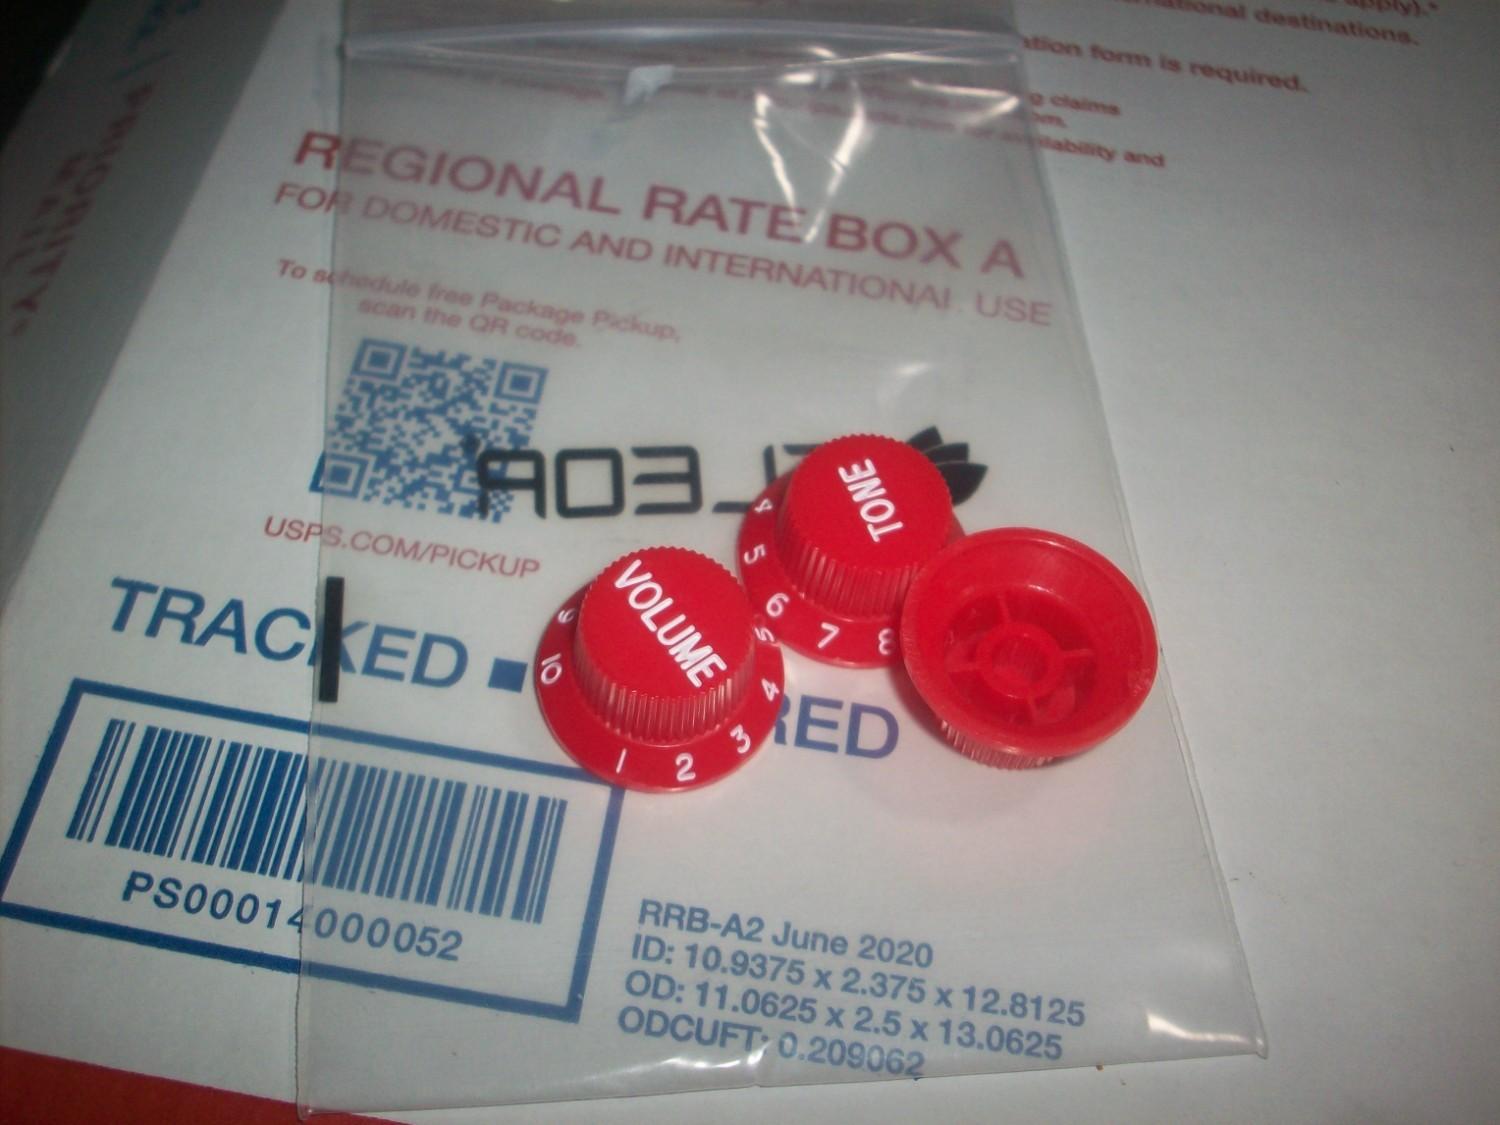 apply).*
national destinations.
ation form is required.
g claims
om.
ilability and
PRIORITY
MAIL
REGIONAL RATE BOX A
FOR DOMESTIC AND INTERNATIONAL USE
To schedule free Package Pickup,
scan the QR code.
USPS.COM/PICKUP
TRACKED ■ RED
PS00014000052
RRB-A2 June 2020
ID: 10.9375 x 2.375 x 12.8125
OD: 11.0625 x 2.5 x 13.0625
ODCUFT: 0.209062
TONE
4 5 6 7 8
VOLUME
9 10 1 2 3 4 5